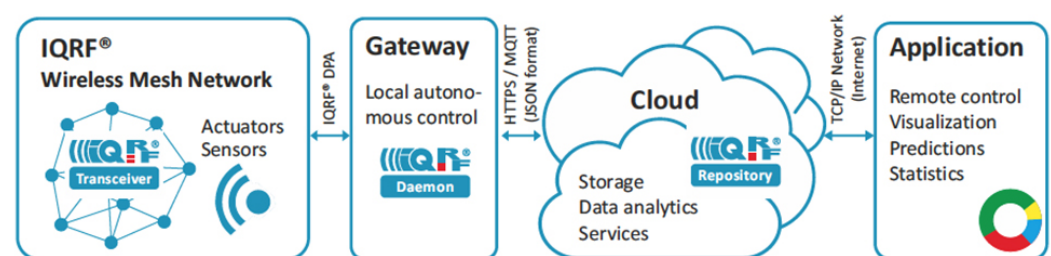 IQRF®
Wireless Mesh Network
IQRF®
Transceiver
Actuators
Sensors
IQRF® DPA
Gateway
Local autono-
mous control
IQRF®
Daemon
HTTPS / MQTT
(JSON format)
Cloud
IQRF®
Repository
Storage
Data analytics
Services
TCP/IP Network
(Internet)
Application
Remote control
Visualization
Predictions
Statistics